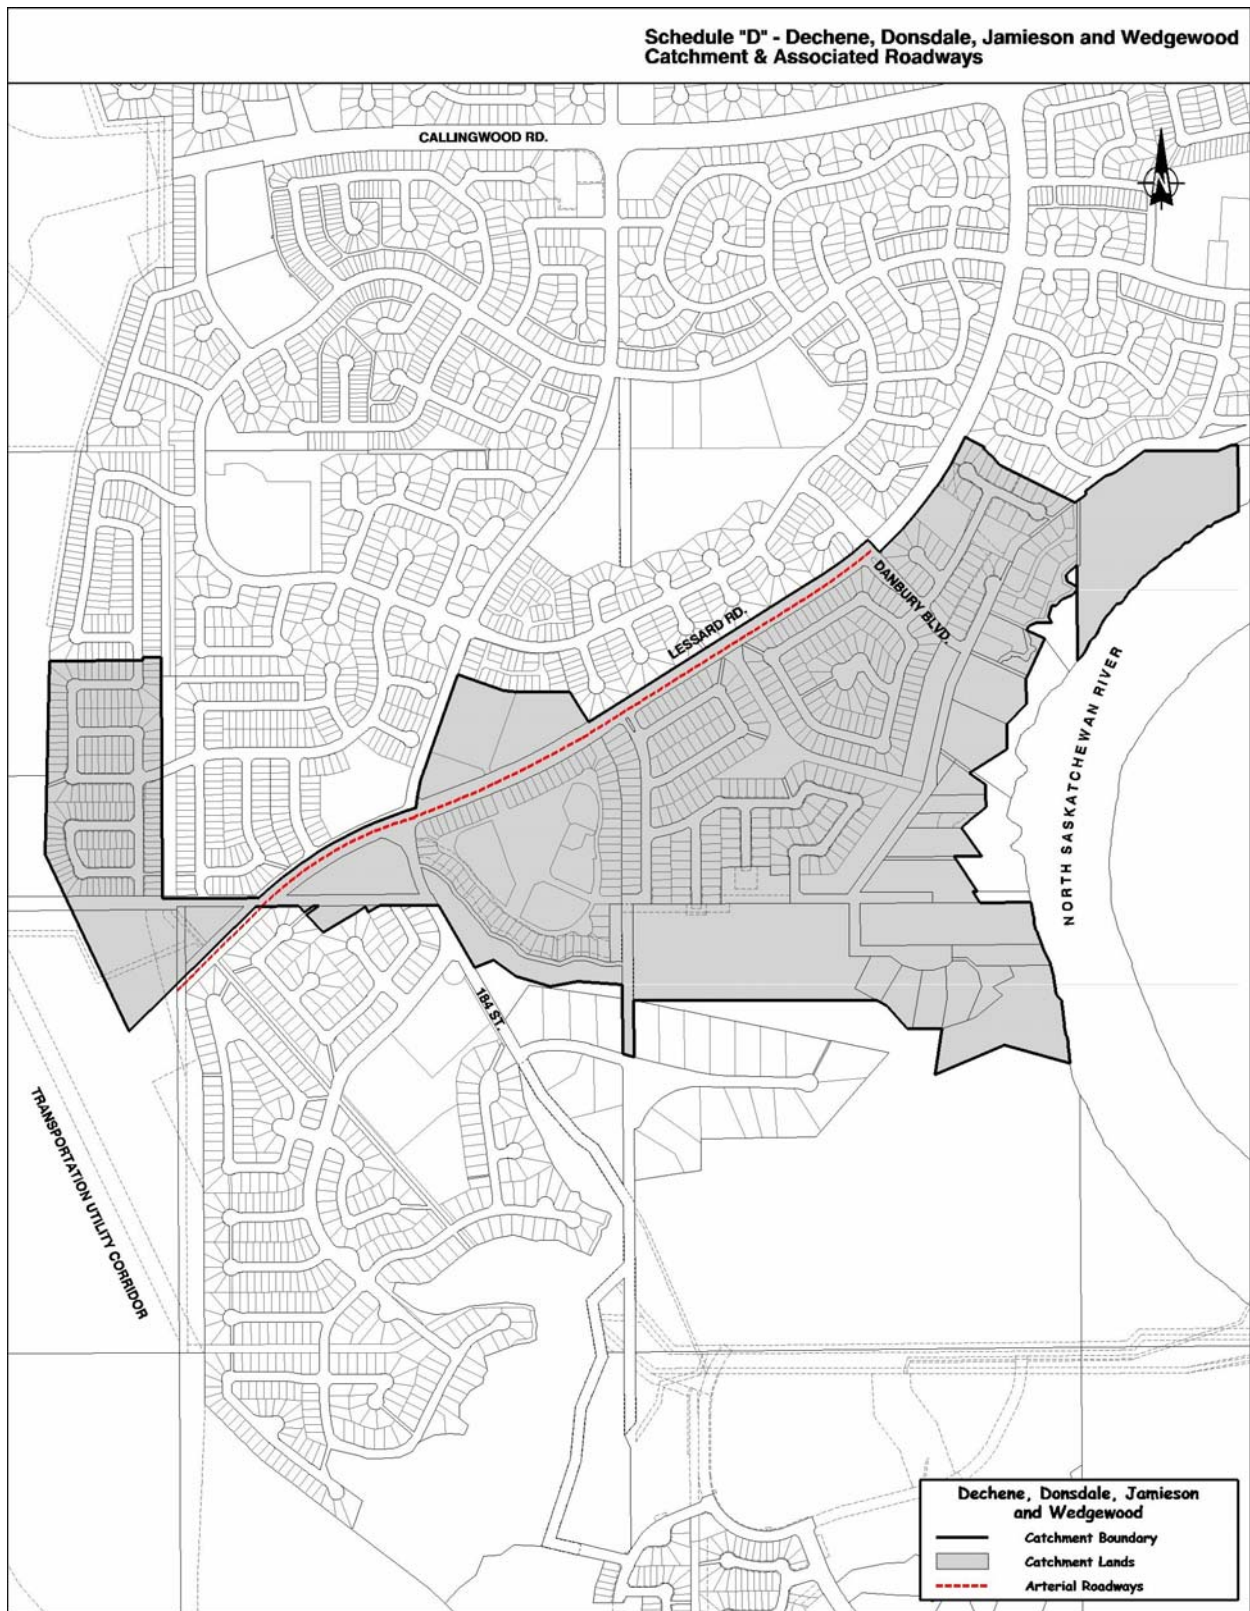 Schedule "D" - Dechene, Donsdale, Jamieson and Wedgewood
Catchment & Associated Roadways
CALLINGWOOD RD.
N
DANBURY BLVD.
LESSARD RD.
NORTH SASKATCHEWAN RIVER
184 ST.
TRANSPORTATION UTILITY CORRIDOR
Dechene, Donsdale, Jamieson
and Wedgewood
Catchment Boundary
Catchment Lands
Arterial Roadways